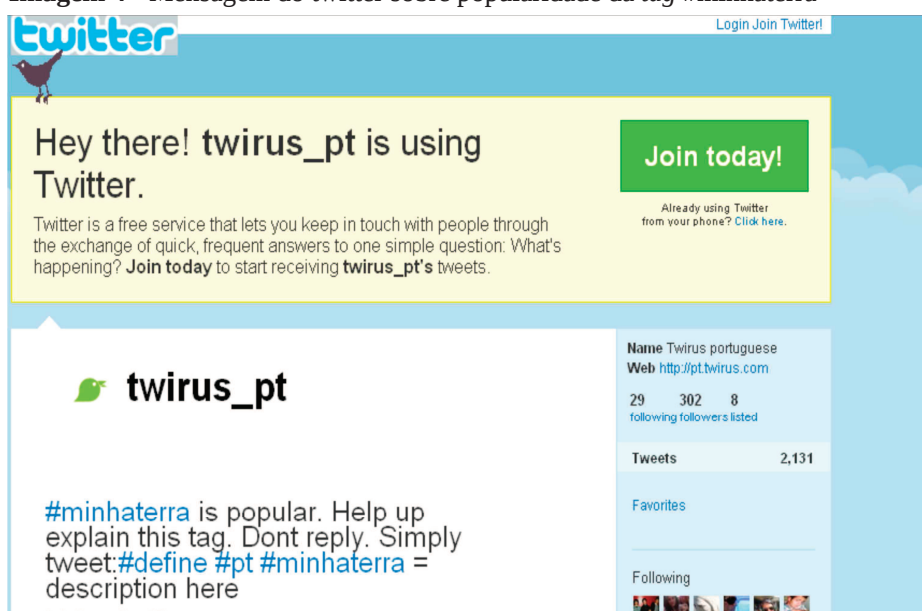 Login Join Twitter!
twitter
Hey there! twirus_pt is using
Twitter.
Twitter is a free service that lets you keep in touch with people through
the exchange of quick, frequent answers to one simple question: What's
happening? Join today to start receiving twirus_pt's tweets.
Join today!
Already using Twitter
from your phone? Click here.
twirus_pt
#minhaterra is popular. Help up
explain this tag. Dont reply. Simply
tweet:#define #pt #minhaterra =
description here
Name Twirus portuguese
Web http://pt.twirus.com
29 302 8
following followers listed
Tweets 2,131
Favorites
Following